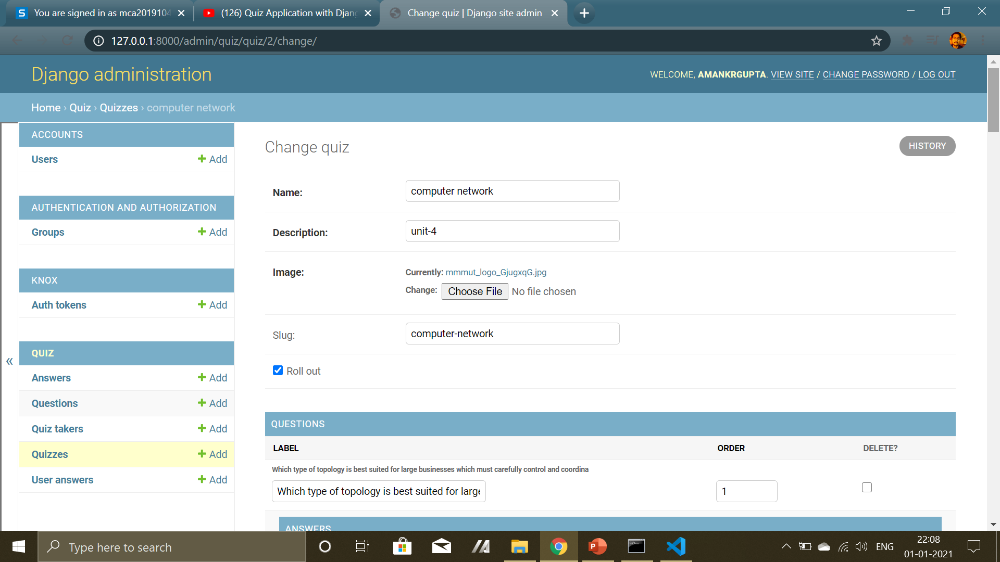 You are signed in as mca2019104
(126) Quiz Application with Djang
Change quiz | Django site admin
127.0.0.1:8000/admin/quiz/quiz/2/change/
Django administration
WELCOME, AMANKRGUPTA. VIEW SITE / CHANGE PASSWORD / LOG OUT
Home › Quiz › Quizzes › computer network
ACCOUNTS
Users
Add
AUTHENTICATION AND AUTHORIZATION
Groups
Add
KNOX
Auth tokens
Add
QUIZ
Answers
Add
Questions
Add
Quiz takers
Add
Quizzes
Add
User answers
Add
«
Change quiz
HISTORY
Name:
computer network
Description:
unit-4
Image:
Currently: mmmut_logo_GjugxqG.jpg
Change: Choose File No file chosen
Slug:
computer-network
Roll out
QUESTIONS
LABEL
ORDER
DELETE?
Which type of topology is best suited for large businesses which must carefully control and coordina
Which type of topology is best suited for large
1
ANSWERS
Type here to search
ENG
22:08
01-01-2021